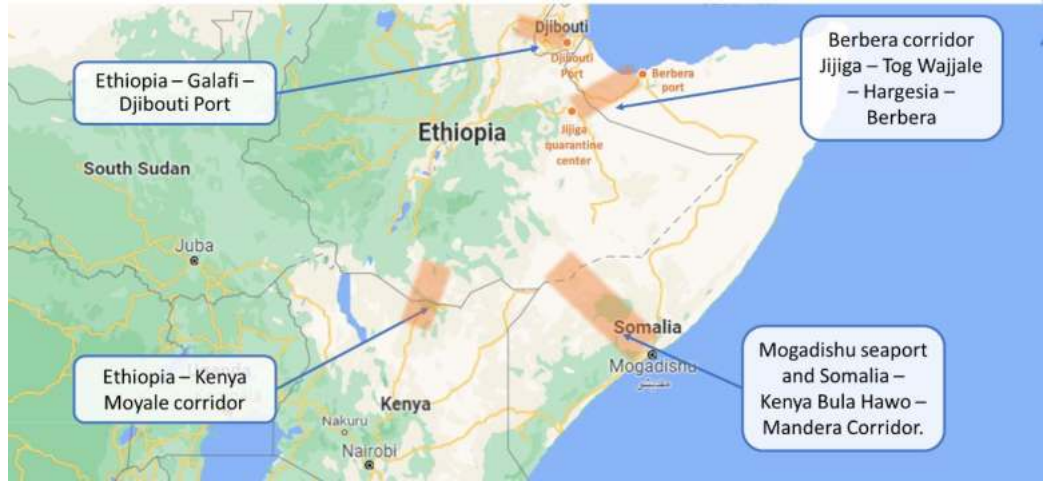 Ethiopia – Galafi –
Djibouti Port
Djibouti
Djibouti
Port
Berbera
port
Berbera corridor
Jijiga – Tog Wajjale
– Hargesia –
Berbera
Ethiopia
Jijiga
quarantine
center
South Sudan
Juba
Ethiopia – Kenya
Moyale corridor
Kenya
Nakuru
Nairobi
Somalia
Mogadishu
Mogadishu seaport
and Somalia –
Kenya Bula Hawo –
Mandera Corridor.